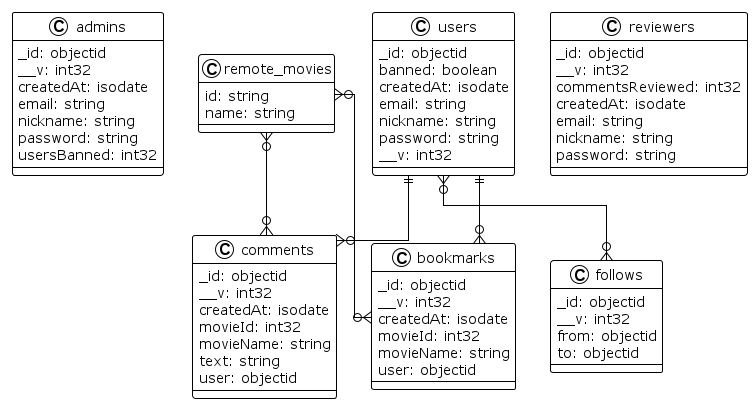 C admins
_id: objectid
__v: int32
createdAt: isodate
email: string
nickname: string
password: string
usersBanned: int32
C remote_movies
id: string
name: string
C users
_id: objectid
banned: boolean
createdAt: isodate
email: string
nickname: string
password: string
__v: int32
C reviewers
_id: objectid
__v: int32
commentsReviewed: int32
createdAt: isodate
email: string
nickname: string
password: string
C comments
_id: objectid
__v: int32
createdAt: isodate
movieId: int32
movieName: string
text: string
user: objectid
C bookmarks
_id: objectid
__v: int32
createdAt: isodate
movieId: int32
movieName: string
user: objectid
C follows
_id: objectid
__v: int32
from: objectid
to: objectid